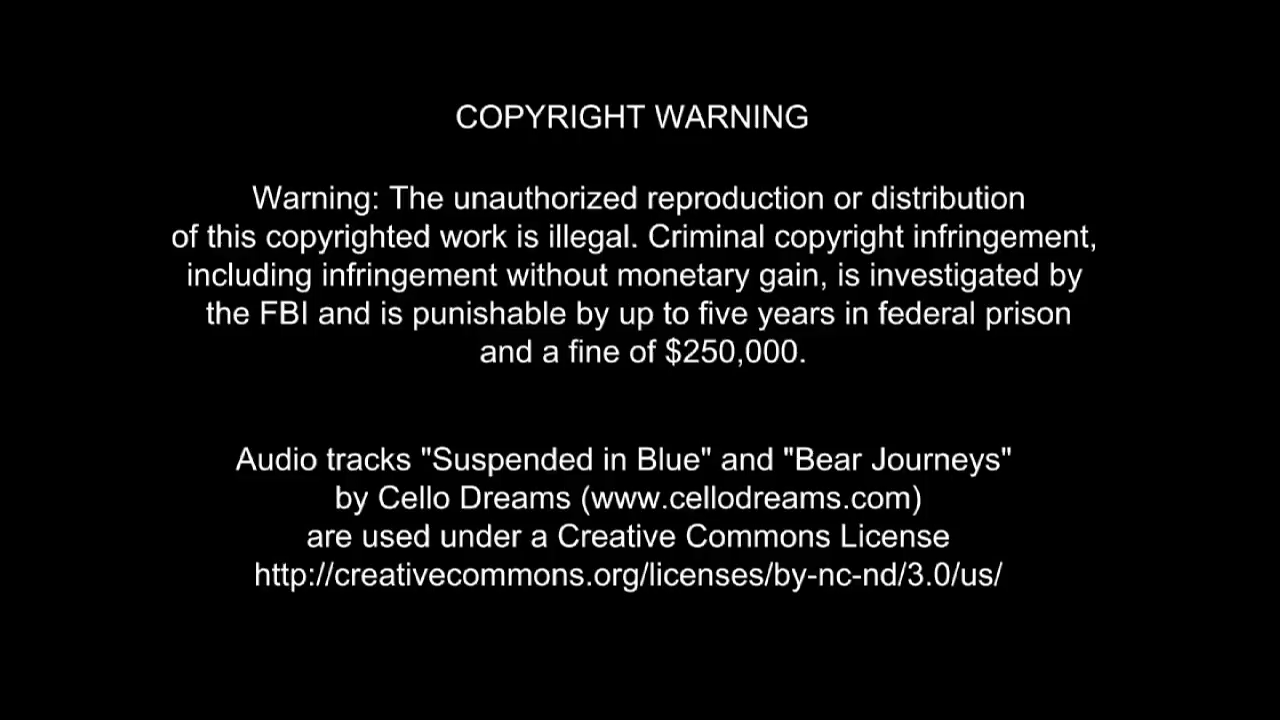 COPYRIGHT WARNING
Warning: The unauthorized reproduction or distribution
of this copyrighted work is illegal. Criminal copyright infringement,
including infringement without monetary gain, is investigated by
the FBI and is punishable by up to five years in federal prison
and a fine of $250,000.
Audio tracks "Suspended in Blue" and "Bear Journeys"
by Cello Dreams (www.cellodreams.com)
are used under a Creative Commons License
http://creativecommons.org/licenses/by-nc-nd/3.0/us/